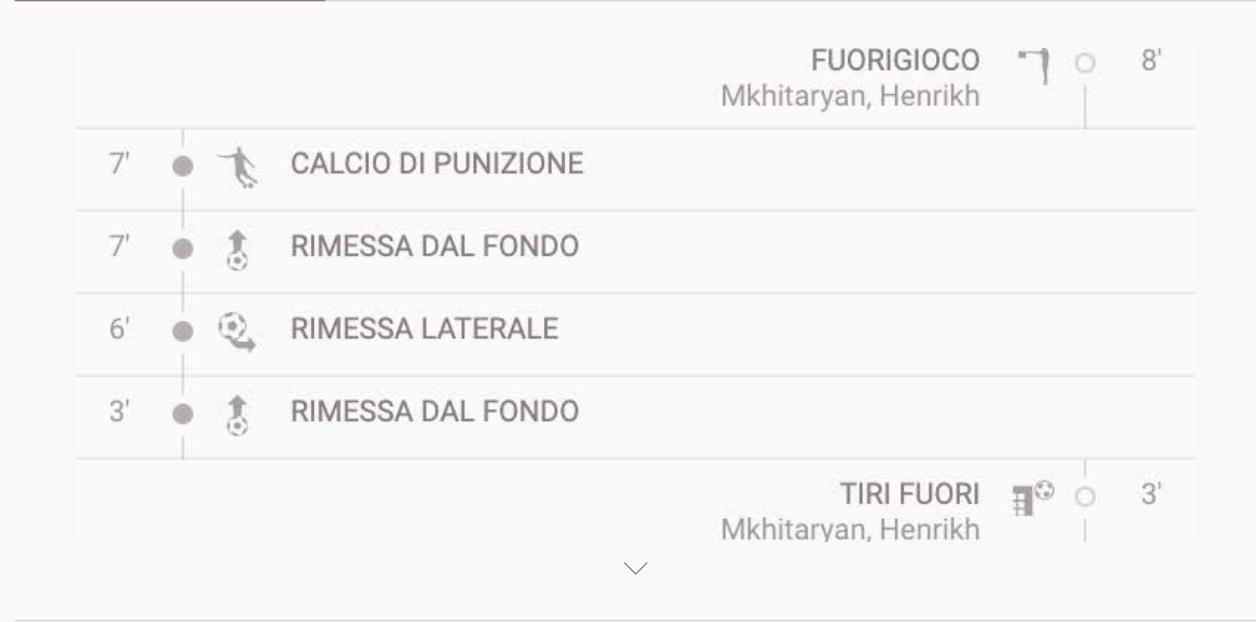 FUORIGIOCO 8'
Mkhitaryan, Henrikh
7' CALCIO DI PUNIZIONE
7' RIMESSA DAL FONDO
6' RIMESSA LATERALE
3' RIMESSA DAL FONDO
TIRI FUORI 3'
Mkhitaryan, Henrikh